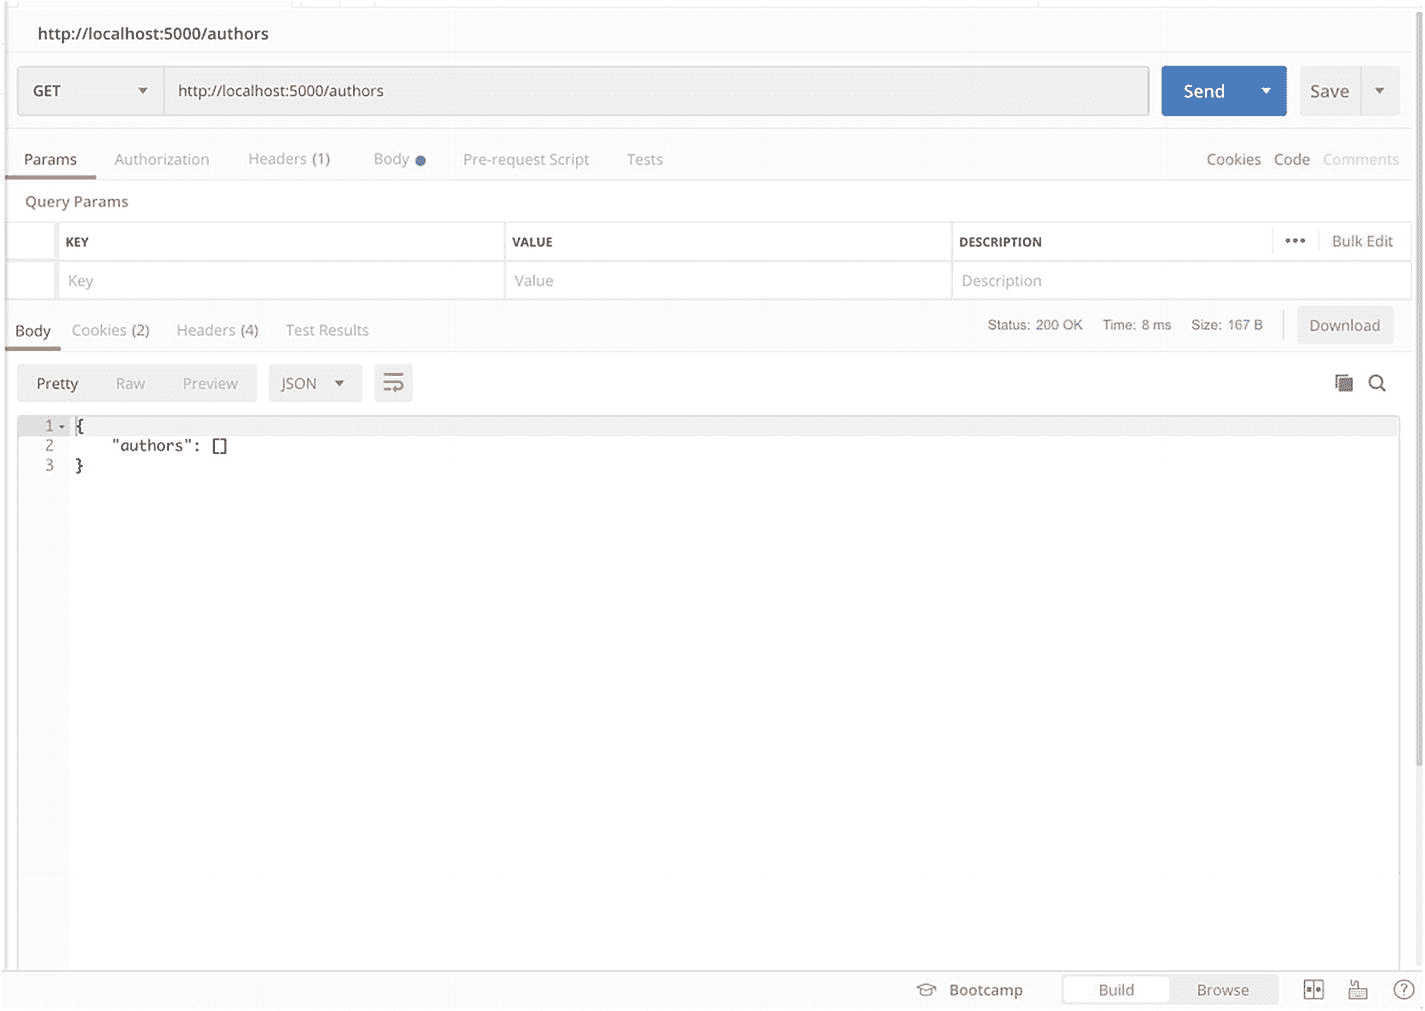 http://localhost:5000/authors
GET http://localhost:5000/authors Send Save
Params Authorization Headers (1) Body Pre-request Script Tests Cookies Code Comments
Query Params
KEY VALUE DESCRIPTION ••• Bulk Edit
Key Value Description
Body Cookies (2) Headers (4) Test Results Status: 200 OK Time: 8 ms Size: 167 B Download
Pretty Raw Preview JSON
1 {
2 "authors": []
3 }
Bootcamp Build Browse ?